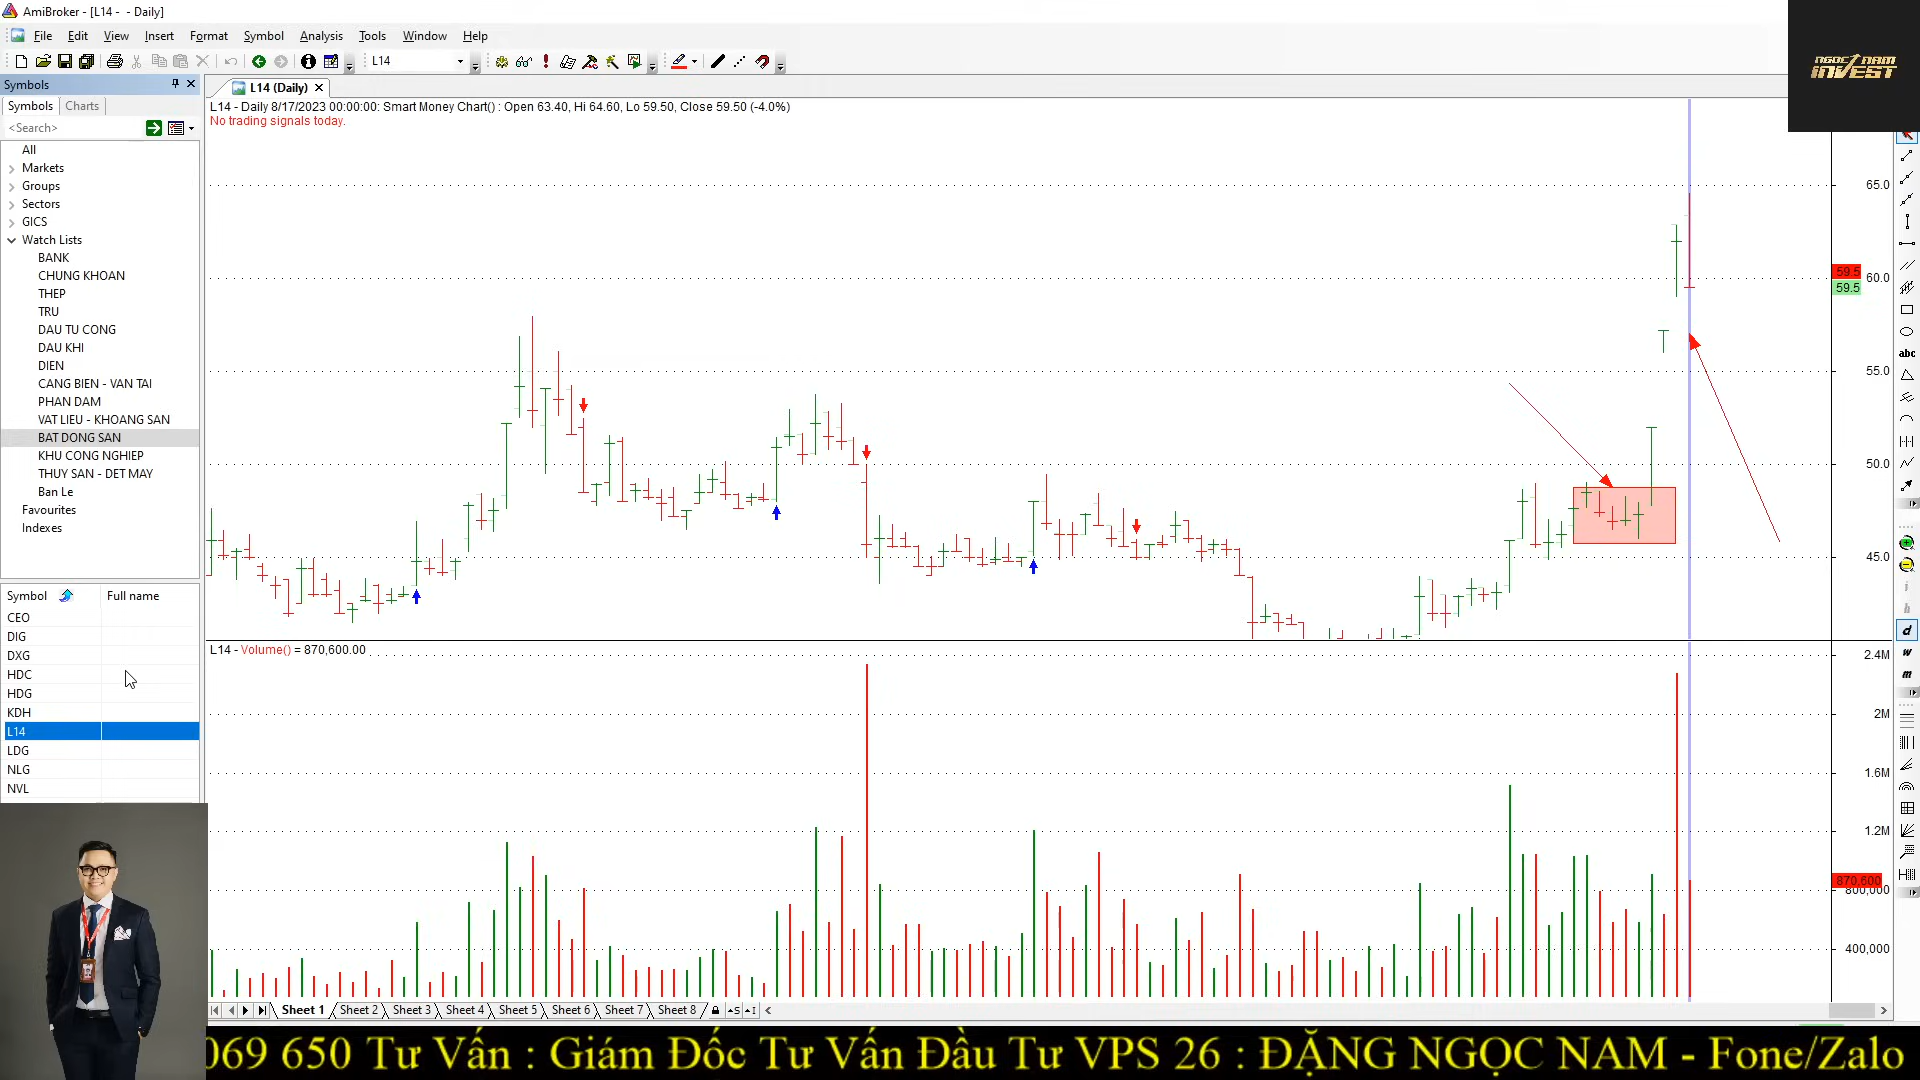 AmiBroker - [L14 - - Daily]
File Edit View Insert Format Symbol Analysis Tools Window Help
L14
NGOC NAM
INVEST
Symbols
Symbols Charts
<Search>
All
Markets
Groups
Sectors
GICS
Watch Lists
BANK
CHUNG KHOAN
THEP
TRU
DAU TU CONG
DAU KHI
DIEN
CANG BIEN - VAN TAI
PHAN DAM
VAT LIEU - KHOANG SAN
BAT DONG SAN
KHU CONG NGHIEP
THUY SAN - DET MAY
Ban Le
Favourites
Indexes
Symbol Full name
CEO
DIG
DXG
HDC
HDG
KDH
L14
LDG
NLG
NVL
L14 (Daily)
L14 - Daily 8/17/2023 00:00:00: Smart Money Chart() : Open 63.40, Hi 64.60, Lo 59.50, Close 59.50 (-4.0%)
No trading signals today.
65.0
59.5
60.0
59.5
55.0
50.0
45.0
L14 - Volume() = 870,600.00
2.4M
2M
1.6M
1.2M
870,600
800,000
400,000
abc
i
h
d
w
m
Sheet 1 Sheet 2 Sheet 3 Sheet 4 Sheet 5 Sheet 6 Sheet 7 Sheet 8
069 650 Tư Vấn : Giám Đốc Tư Vấn Đầu Tư VPS 26 : ĐẶNG NGỌC NAM - Fone/Zalo